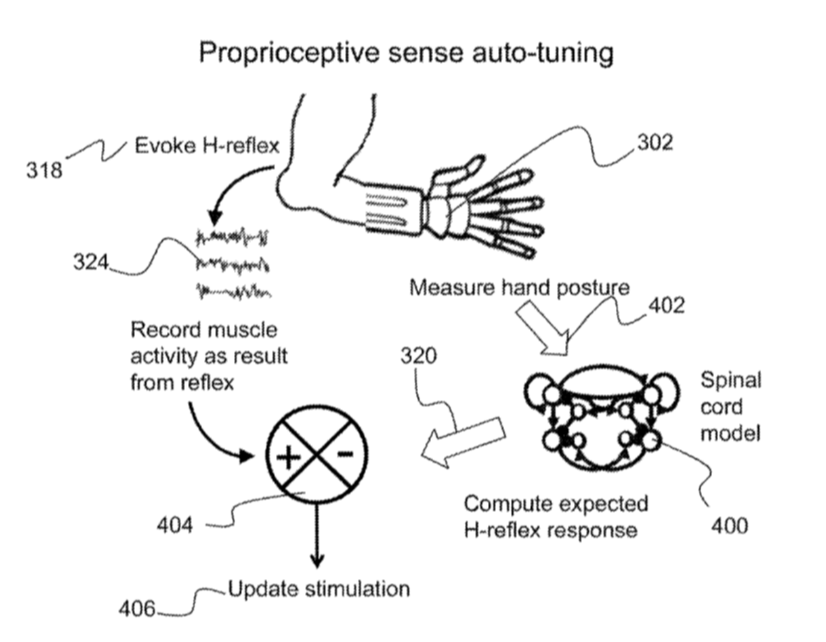 Proprioceptive sense auto-tuning
318
Evoke H-reflex
302
324
Measure hand posture
402
Record muscle
activity as result
from reflex
320
Spinal
cord
model
+
-
404
Compute expected
H-reflex response
400
406
Update stimulation